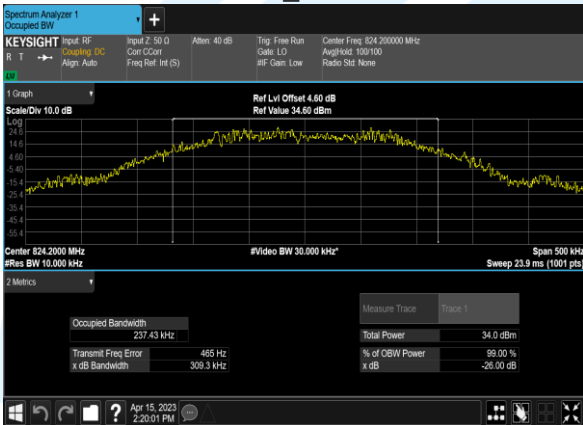 Spectrum Analyzer 1
Occupied BW
+
KEYSIGHT
R T
LU
Input: RF
Coupling: DC
Align: Auto
Input Z: 50 Ω
Corr CCorr
Freq Ref: Int (S)
Atten: 40 dB
Trig: Free Run
Gate: LO
#IF Gain: Low
Center Freq: 824.200000 MHz
Avg|Hold: 100/100
Radio Std: None
1 Graph
Scale/Div 10.0 dB
Ref Lvl Offset 4.60 dB
Ref Value 34.60 dBm
Log
24.6
14.6
4.60
-5.40
-15.4
-25.4
-35.4
-45.4
-55.4
Center 824.2000 MHz
#Res BW 10.000 kHz
#Video BW 30.000 kHz*
Span 500 kHz
Sweep 23.9 ms (1001 pts)
2 Metrics
Measure Trace
Trace 1
Occupied Bandwidth
237.43 kHz
Total Power
34.0 dBm
Transmit Freq Error
465 Hz
% of OBW Power
99.00 %
x dB Bandwidth
309.3 kHz
x dB
-26.00 dB
?
Apr 15, 2023
2:20:01 PM